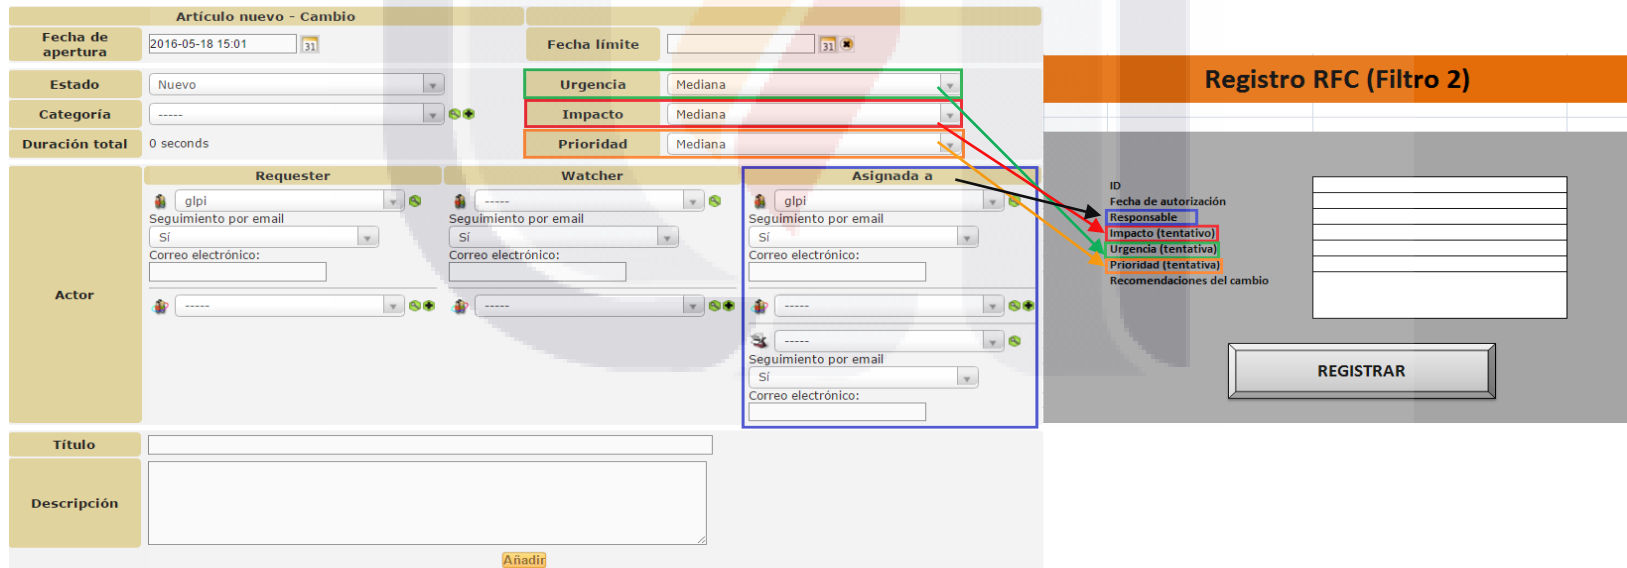 Artículo nuevo - Cambio
Fecha de apertura
2016-05-18 15:01
31
Fecha límite
31
Estado
Nuevo
Urgencia
Mediana
Categoría
-----
Impacto
Mediana
Duración total
0 seconds
Prioridad
Mediana
Actor
Requester
glpi
Seguimiento por email
Sí
Correo electrónico:
-----
Watcher
-----
Seguimiento por email
Sí
Correo electrónico:
-----
Asignada a
glpi
Seguimiento por email
Sí
Correo electrónico:
-----
-----
Seguimiento por email
Sí
Correo electrónico:
Título
Descripción
Añadir
Registro RFC (Filtro 2)
ID
Fecha de autorización
Responsable
Impacto (tentativo)
Urgencia (tentativa)
Prioridad (tentativa)
Recomendaciones del cambio
REGISTRAR